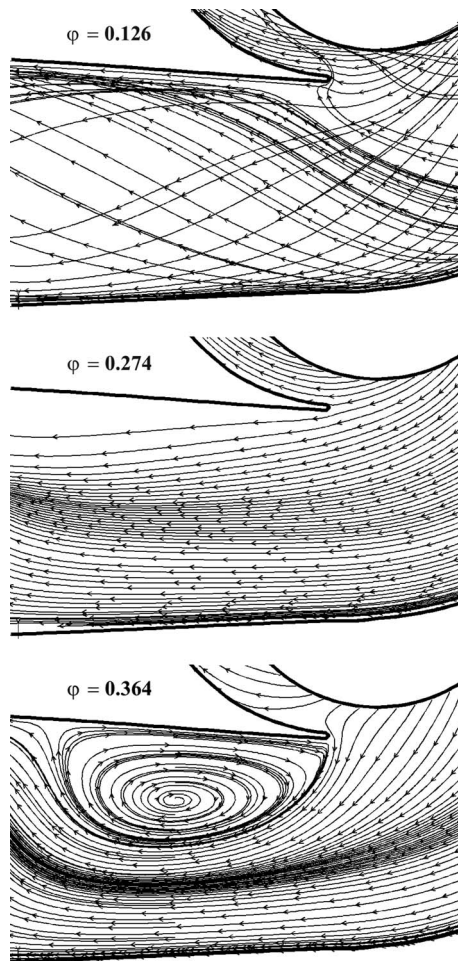 φ = 0.126
φ = 0.274
φ = 0.364